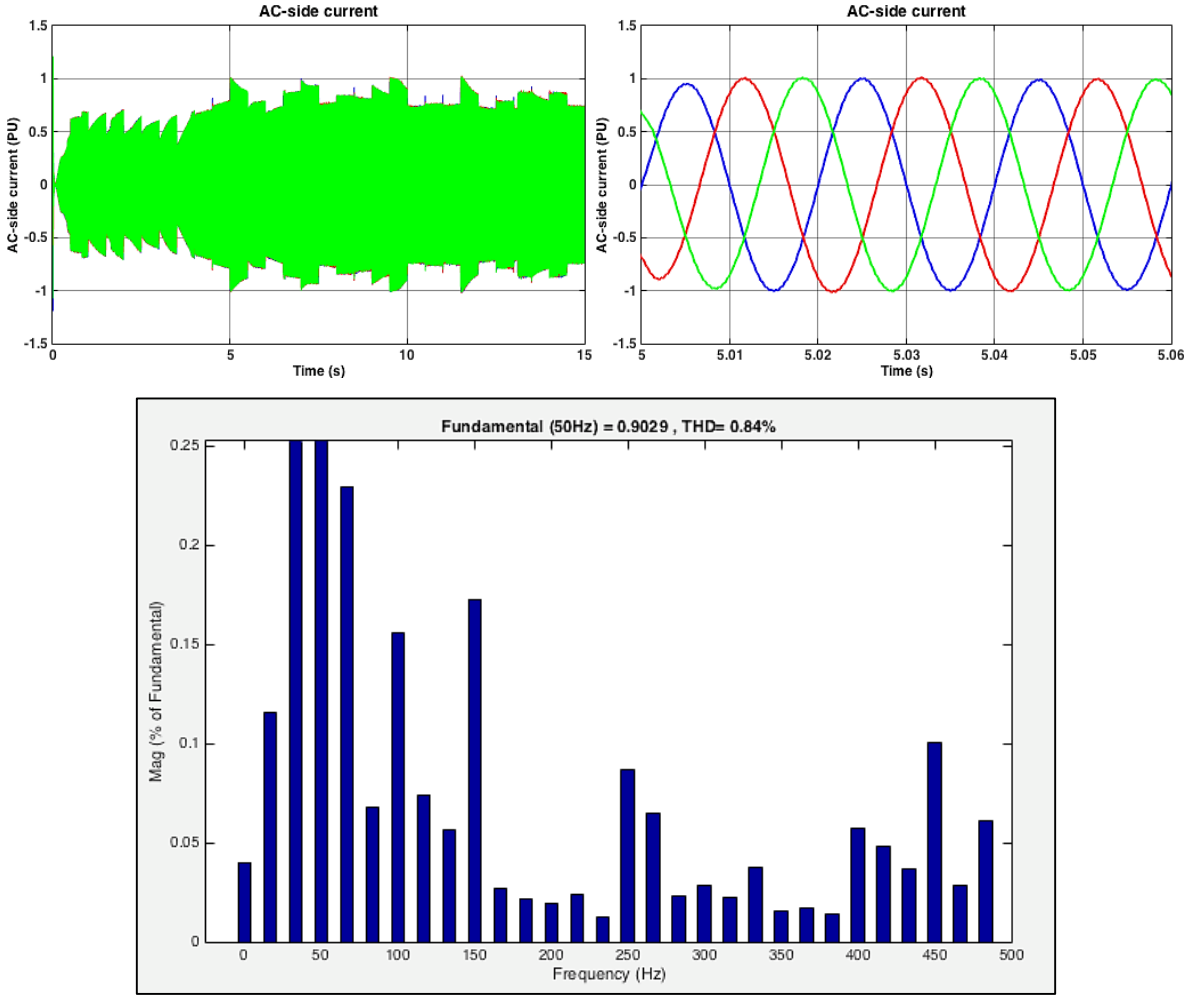 AC-side current
1.5
1
0.5
0
-0.5
-1
-1.5
AC-side current (PU)
0 5 10 15
Time (s)
AC-side current
1.5
1
0.5
0
-0.5
-1
-1.5
AC-side current (PU)
5 5.01 5.02 5.03 5.04 5.05 5.06
Time (s)
Fundamental (50Hz) = 0.9029 , THD= 0.84%
0.25
0.2
0.15
0.1
0.05
0
Mag (% of Fundamental)
0 50 100 150 200 250 300 350 400 450 500
Frequency (Hz)